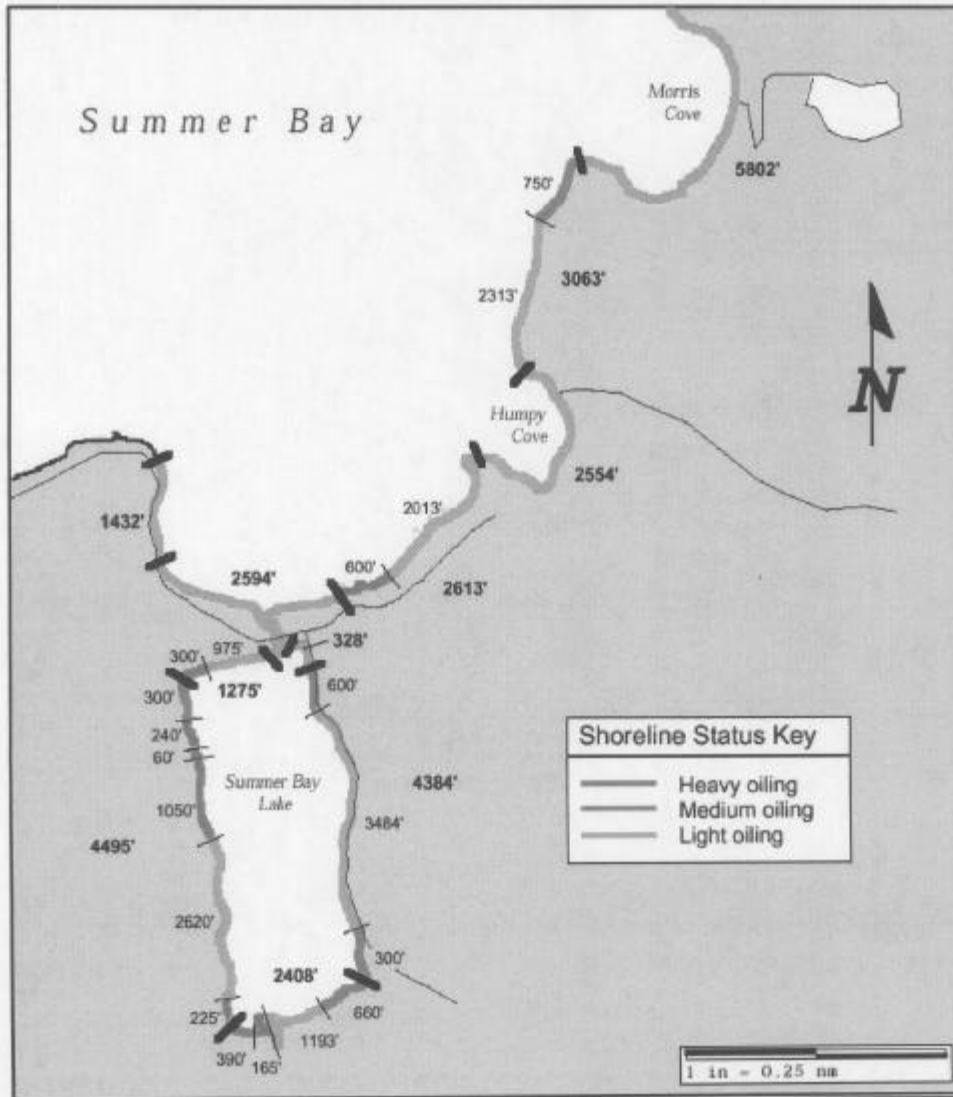 Morris
Cove
Summer Bay
5802'
750'
3063'
2313'
N
Humpy
Cove
2554'
2013'
1432'
2594'
600'
2613'
328'
975'
300'
1275'
600'
300'
240'
60'
Summer Bay
Lake
4384'
1050'
3484'
4495'
2620'
2408'
300'
225'
660'
1193'
390'
165'
Shoreline Status Key
Heavy oiling
Medium oiling
Light oiling
1 in = 0.25 nm